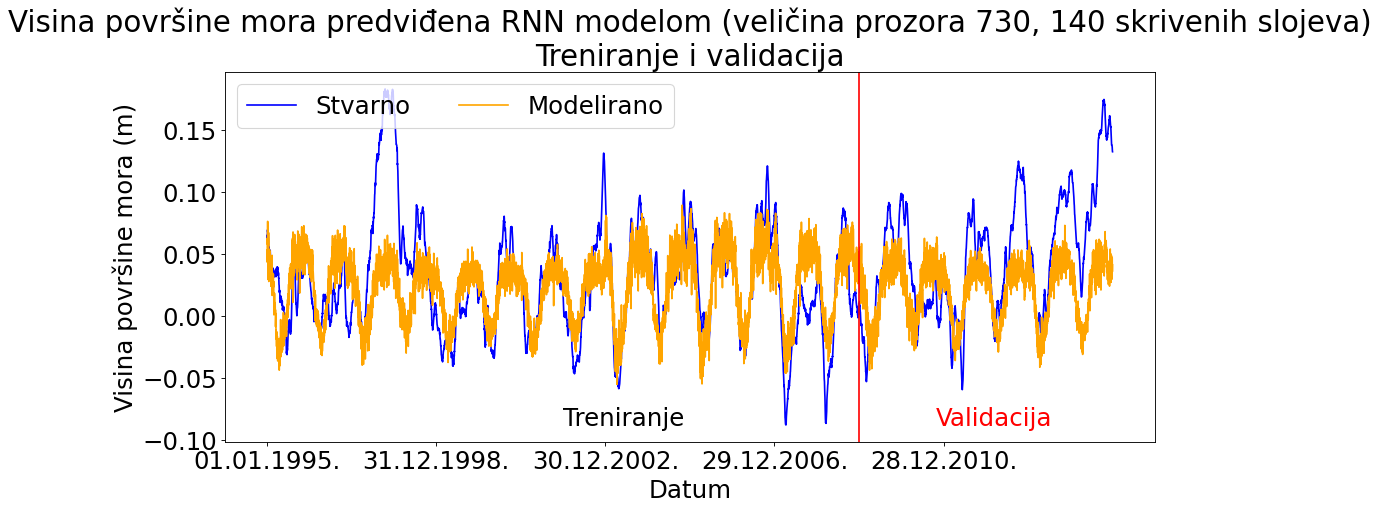 Visina površine mora predviđena RNN modelom (veličina prozora 730, 140 skrivenih slojeva)
Treniranje i validacija
Stvarno
Modelirano
Visina površine mora (m)
0.15
0.10
0.05
0.00
−0.05
−0.10
Treniranje
Validacija
01.01.1995.
31.12.1998.
30.12.2002.
29.12.2006.
28.12.2010.
Datum